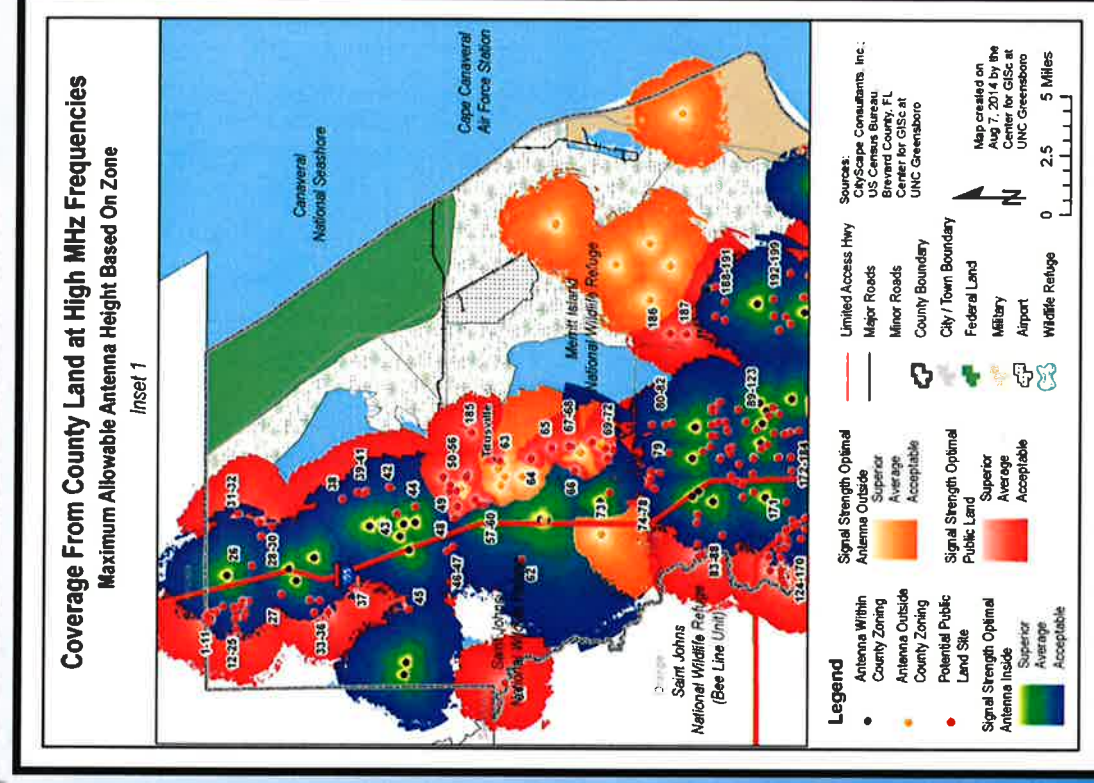 Coverage From County Land at High MHz Frequencies
Maximum Allowable Antenna Height Based On Zone
Inset 1
Canaveral
National Seashore
Cape Canaveral
Air Force Station
Merritt Island
National Wildlife Refuge
Titusville
Saint Johns
National Wildlife Refuge
(Bee Line Unit)
Saint Johns
National
Orange
1-11
12-25
26
27
28-30
31-32
33-36
37
38
39-41
42
43
44
45
46-47
48
49
50-56
57-60
62
63
64
65
66
67-68
69-72
73
74-78
79
80-82
83-88
89-123
124-170
171
172-184
185
186
187
188-191
192-199
Legend
Antenna Within
County Zoning
Antenna Outside
County Zoning
Potential Public
Land Site
Signal Strength Optimal
Antenna Inside
Superior
Average
Acceptable
Signal Strength Optimal
Antenna Outside
Superior
Average
Acceptable
Signal Strength Optimal
Public Land
Superior
Average
Acceptable
Limited Access Hwy
Major Roads
Minor Roads
County Boundary
City / Town Boundary
Federal Land
Military
Airport
Wildlife Refuge
Sources:
CityScape Consultants, Inc.;
US Census Bureau
Brevard County, FL
Center for GISc at
UNC Greensboro
N
Map created on
Aug 7, 2014 by the
Center for GISc at
UNC Greensboro
0 2.5 5 Miles